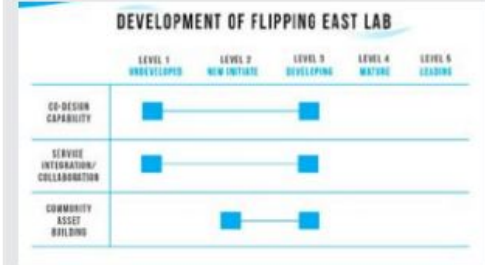 DEVELOPMENT OF FLIPPING EAST LAB
LEVEL 1 LEVEL 2 LEVEL 3 LEVEL 4 LEVEL 5
UNDEVELOPED NEW INITIATE DEVELOPING MATURE LEADING
CO-DESIGN
CAPABILITY
SERVICE
INTEGRATION/
COLLABORATION
COMMUNITY
ASSET
BUILDING